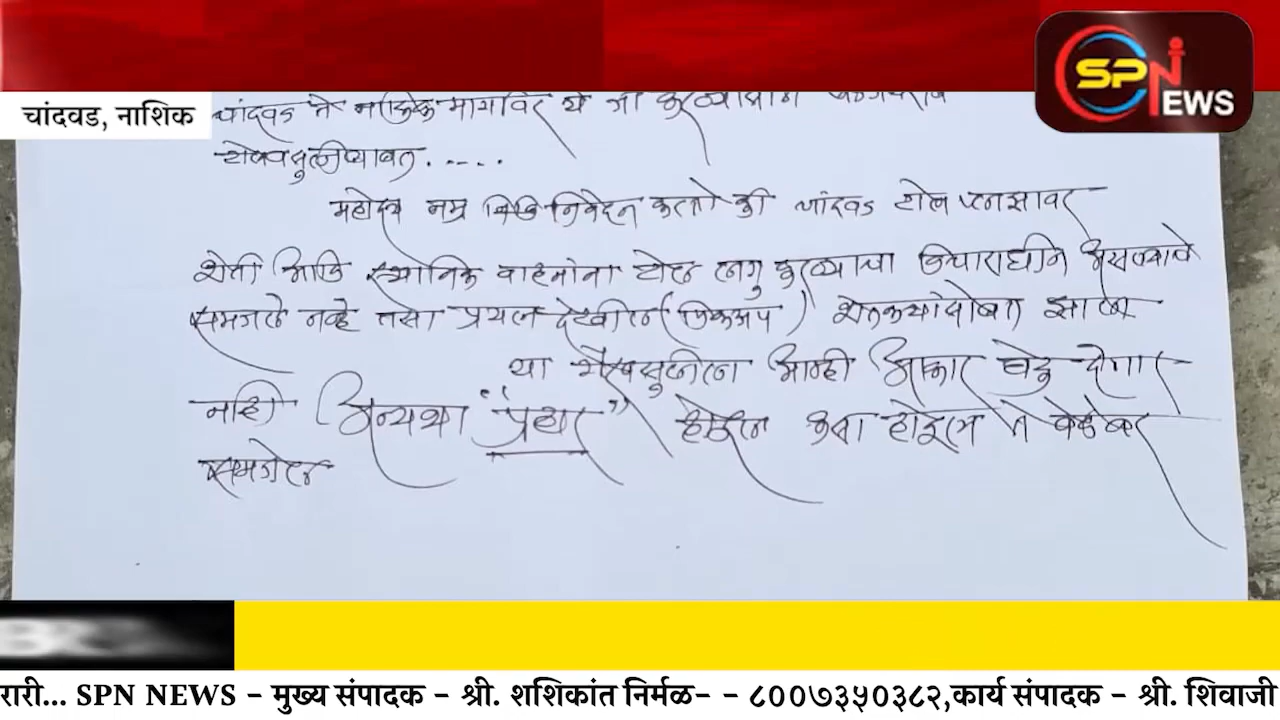 SPN NEWS
चांदवड, नाशिक
चांदवड ते
टोलवसुलीच्याबत.....
महोदय नम्र निवेदन करतो की चांदवड टोल प्लाझावर
शेती आणि स्थानिक वाहनांना टोल लागु करण्याचा विचाराधीन असल्याचे
समजले नव्हे तसा प्रयत्न देखील (पिकअप) शेतकऱ्यांसोबत झाला
या टोलवसुलीला आम्ही आकार घेवु देणार
नाही अन्यथा "प्रहार" होईल कसा होईल ते वेळेवर
समजेल
रारी... SPN NEWS - मुख्य संपादक - श्री. शशिकांत निर्मळ- - ८००७३५०३८२,कार्य संपादक - श्री. शिवाजी